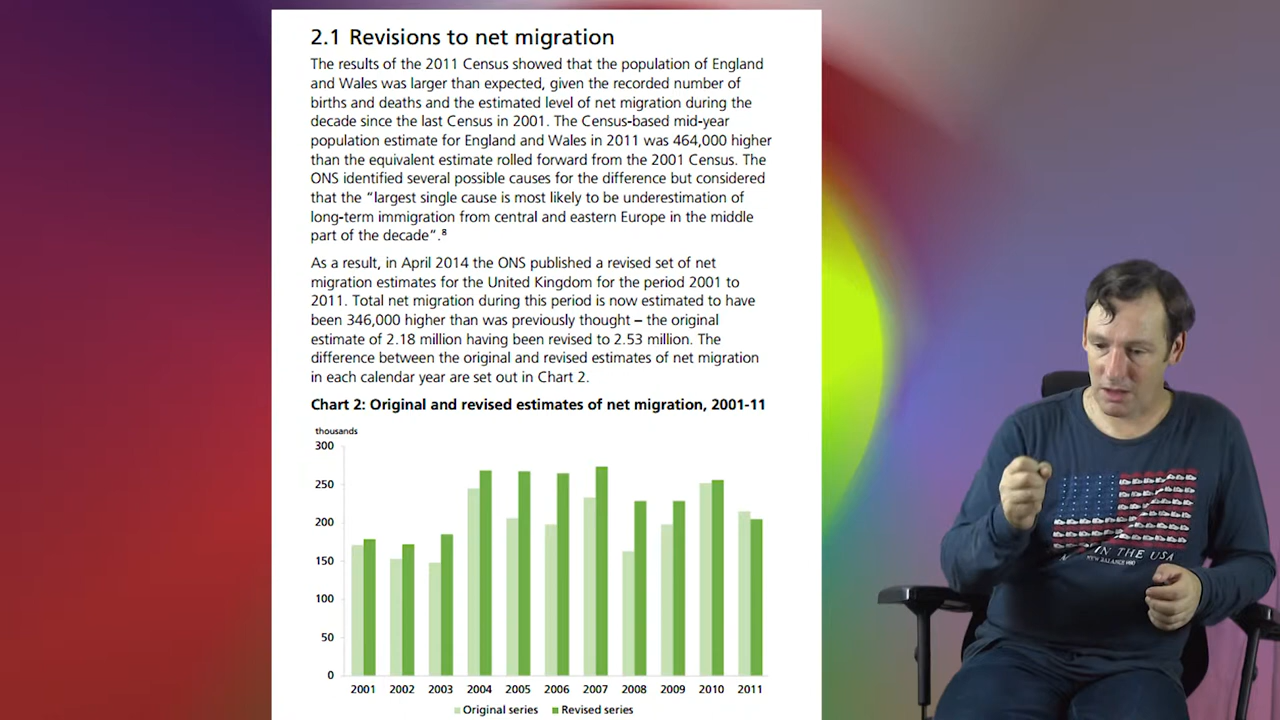 2.1 Revisions to net migration
The results of the 2011 Census showed that the population of England
and Wales was larger than expected, given the recorded number of
births and deaths and the estimated level of net migration during the
decade since the last Census in 2001. The Census-based mid-year
population estimate for England and Wales in 2011 was 464,000 higher
than the equivalent estimate rolled forward from the 2001 Census. The
ONS identified several possible causes for the difference but considered
that the “largest single cause is most likely to be underestimation of
long-term immigration from central and eastern Europe in the middle
part of the decade”.⁸
As a result, in April 2014 the ONS published a revised set of net
migration estimates for the United Kingdom for the period 2001 to
2011. Total net migration during this period is now estimated to have
been 346,000 higher than was previously thought – the original
estimate of 2.18 million having been revised to 2.53 million. The
difference between the original and revised estimates of net migration
in each calendar year are set out in Chart 2.
Chart 2: Original and revised estimates of net migration, 2001-11
thousands
300
250
200
150
100
50
0
2001 2002 2003 2004 2005 2006 2007 2008 2009 2010 2011
Original series Revised series
IN THE USA
NEW BALANCE